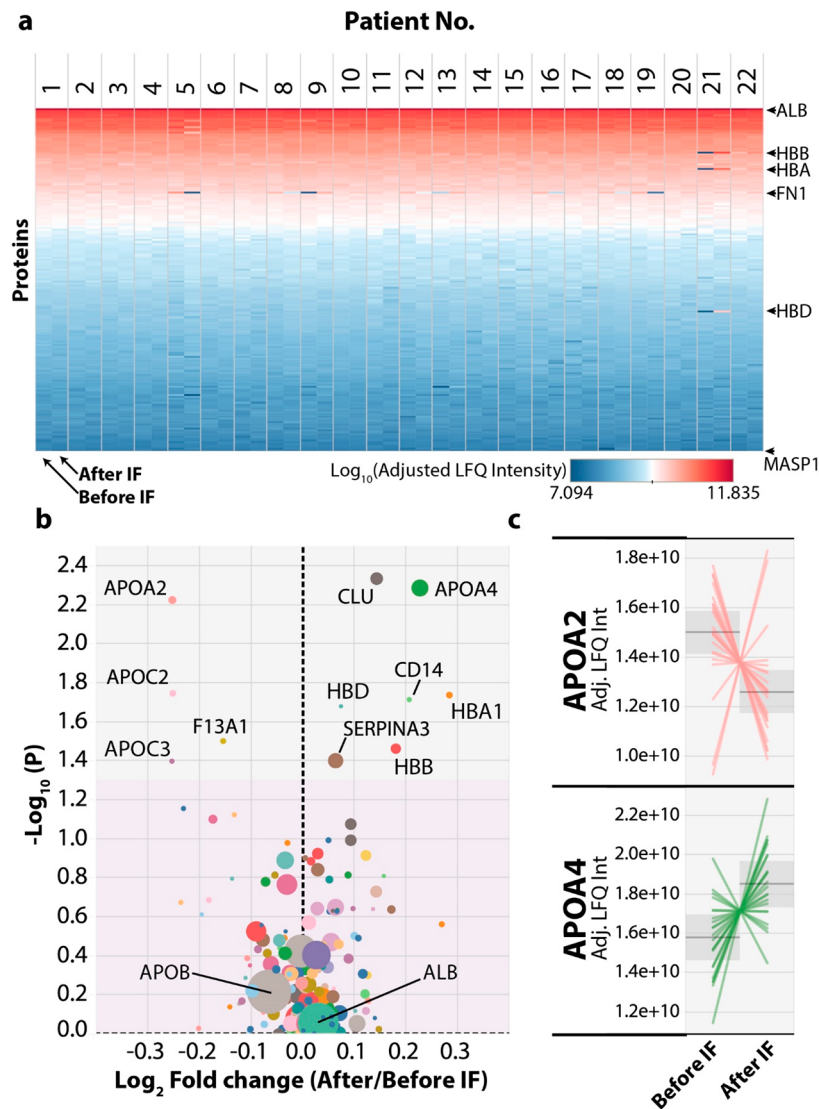 a
Patient No.
1 2 3 4 5 6 7 8 9 10 11 12 13 14 15 16 17 18 19 20 21 22
Proteins
ALB
HBB
HBA
FN1
HBD
MASP1
After IF
Before IF
Log10(Adjusted LFQ Intensity)
7.094 11.835
b
-Log10 (P)
2.4
2.2
2.0
1.8
1.6
1.4
1.2
1.0
0.8
0.6
0.4
0.2
0.0
APOA2
CLU
APOA4
APOC2
CD14
HBD
HBA1
F13A1
SERPINA3
APOC3
HBB
APOB
ALB
-0.3 -0.2 -0.1 0.0 0.1 0.2 0.3
Log2 Fold change (After/Before IF)
c
APOA2
Adj. LFQ Int
1.8e+10
1.6e+10
1.4e+10
1.2e+10
1.0e+10
APOA4
Adj. LFQ Int
2.2e+10
2.0e+10
1.8e+10
1.6e+10
1.4e+10
1.2e+10
Before IF
After IF